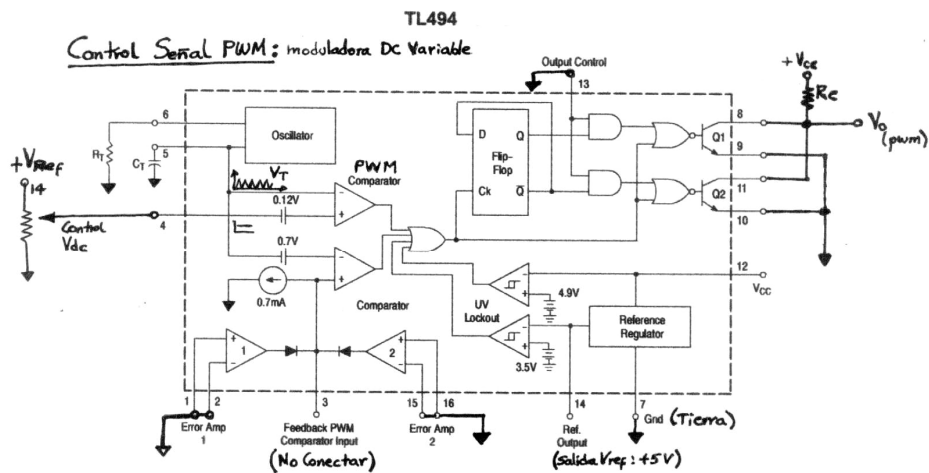 TL494
Control Señal PWM: moduladora DC Variable
Output Control
13
+Vcc
Rc
6
Oscillator
RT
5
CT
8
Q1
Vo
(pwm)
D
Q
9
Flip-
Flop
+VRef
14
VT
PWM
Comparator
0.12V
11
Ck
Q
Q2
Control
Vdc
4
10
0.7V
12
VCC
4.9V
0.7mA
Comparator
UV
Lockout
Reference
Regulator
3.5V
1
2
1
2
3
15
16
14
7
Error Amp
1
Feedback PWM
Comparator Input
Error Amp
2
Ref.
Output
Gnd
(Tierra)
(No Conectar)
(Salida Vref: +5V)